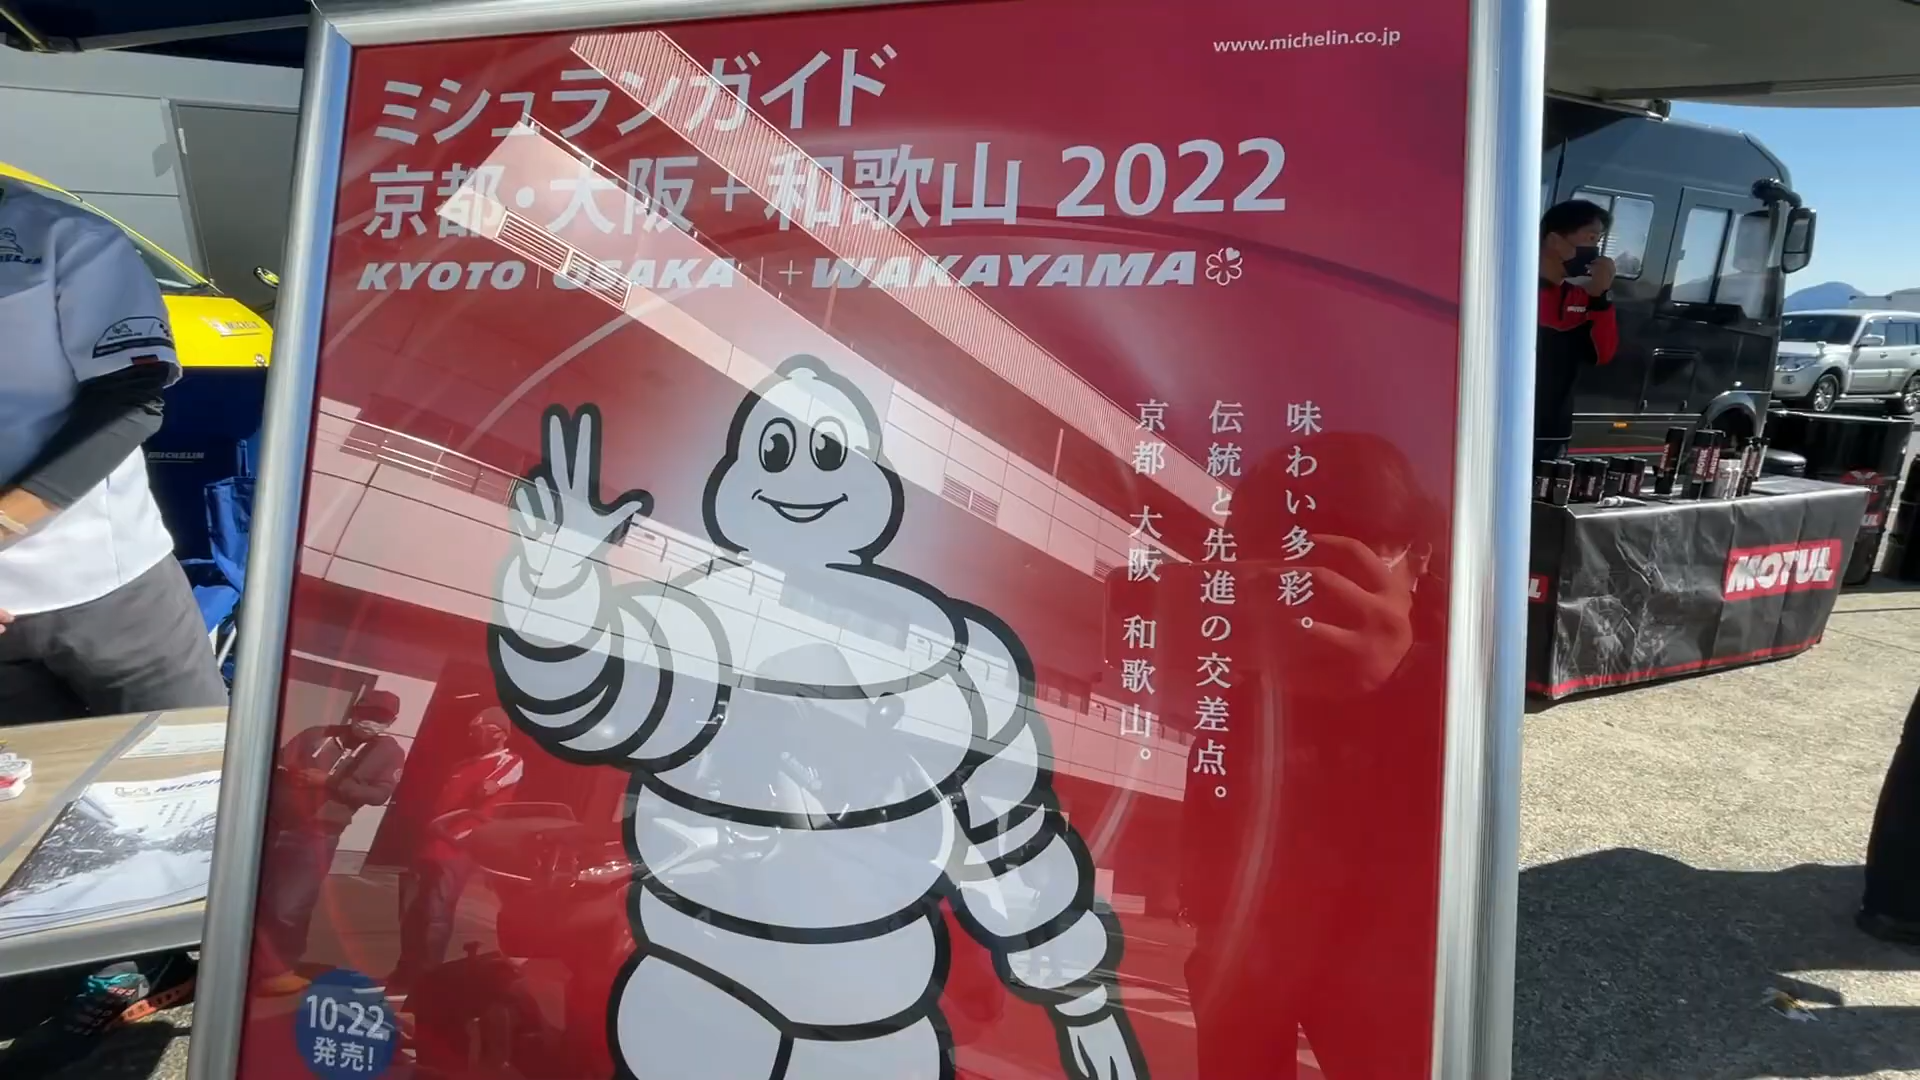 www.michelin.co.jp
ミシュランガイド
京都・大阪+和歌山 2022
KYOTO | OSAKA | + WAKAYAMA
味わい多彩。
伝統と先進の交差点。
京都 大阪 和歌山。
10.22
発売!
MOTUL
MICHELIN